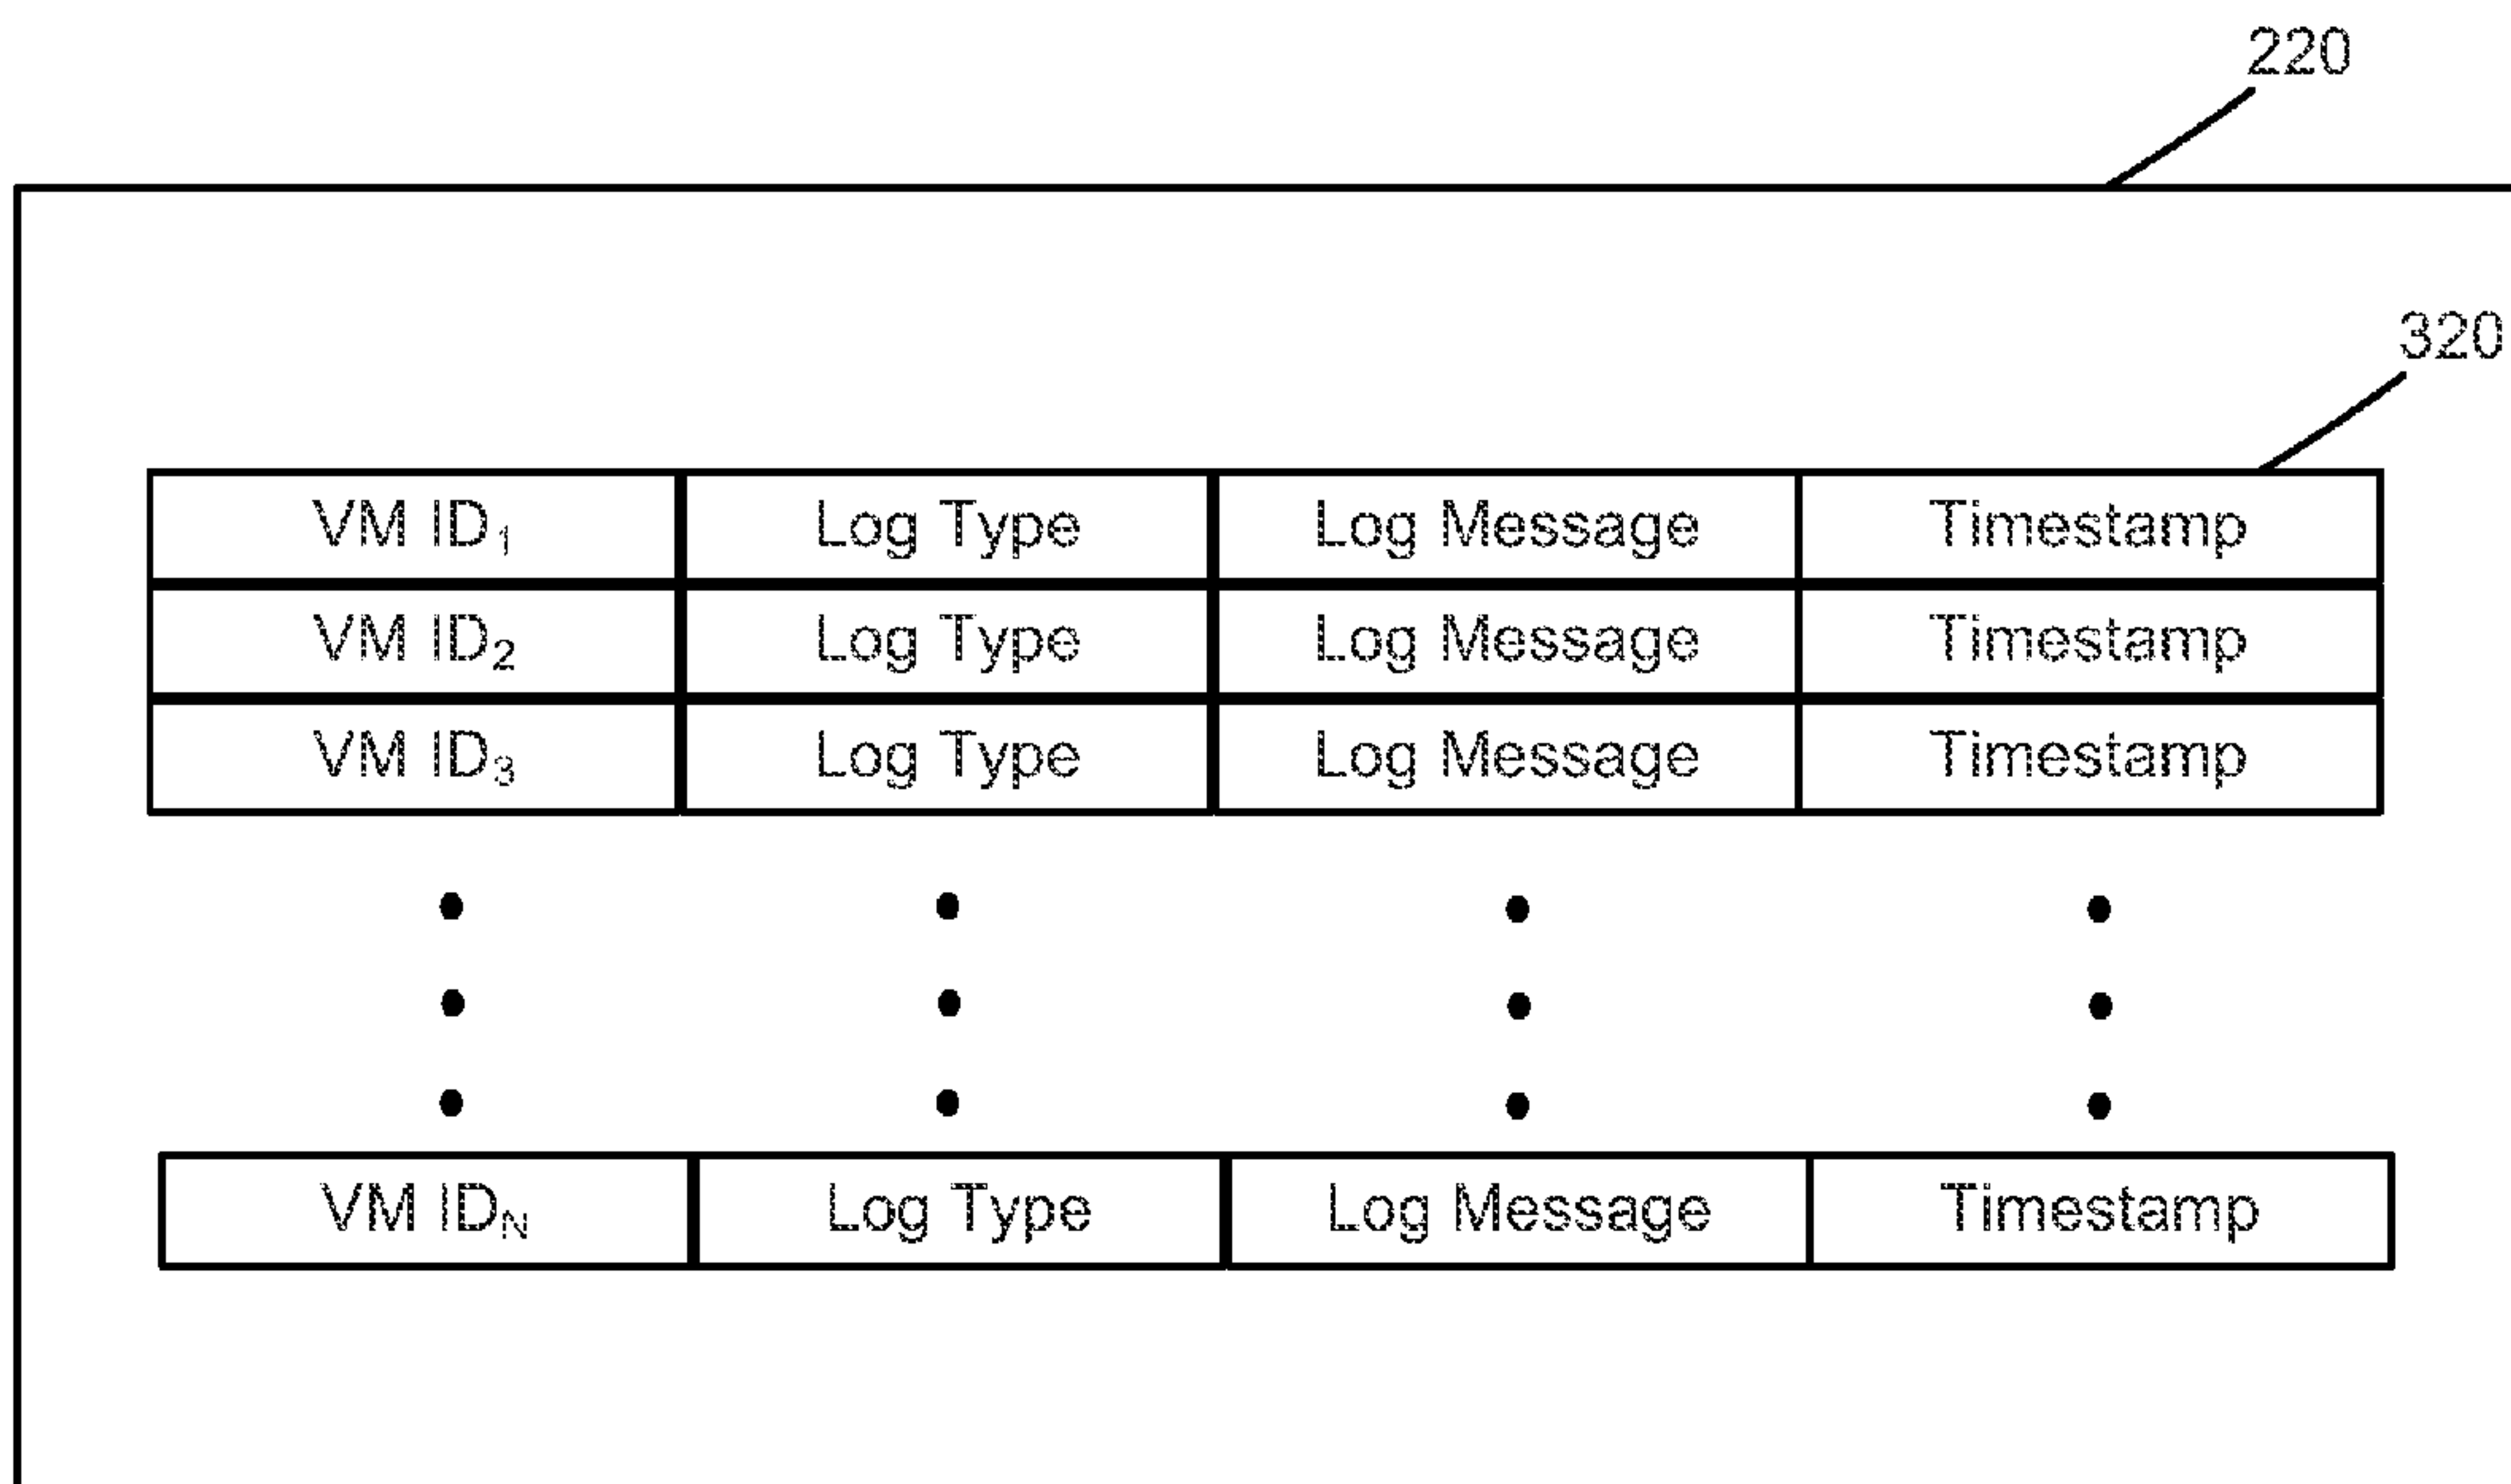 220
320
VM ID₁ Log Type Log Message Timestamp
VM ID₂ Log Type Log Message Timestamp
VM ID₃ Log Type Log Message Timestamp
VM ID_N Log Type Log Message Timestamp